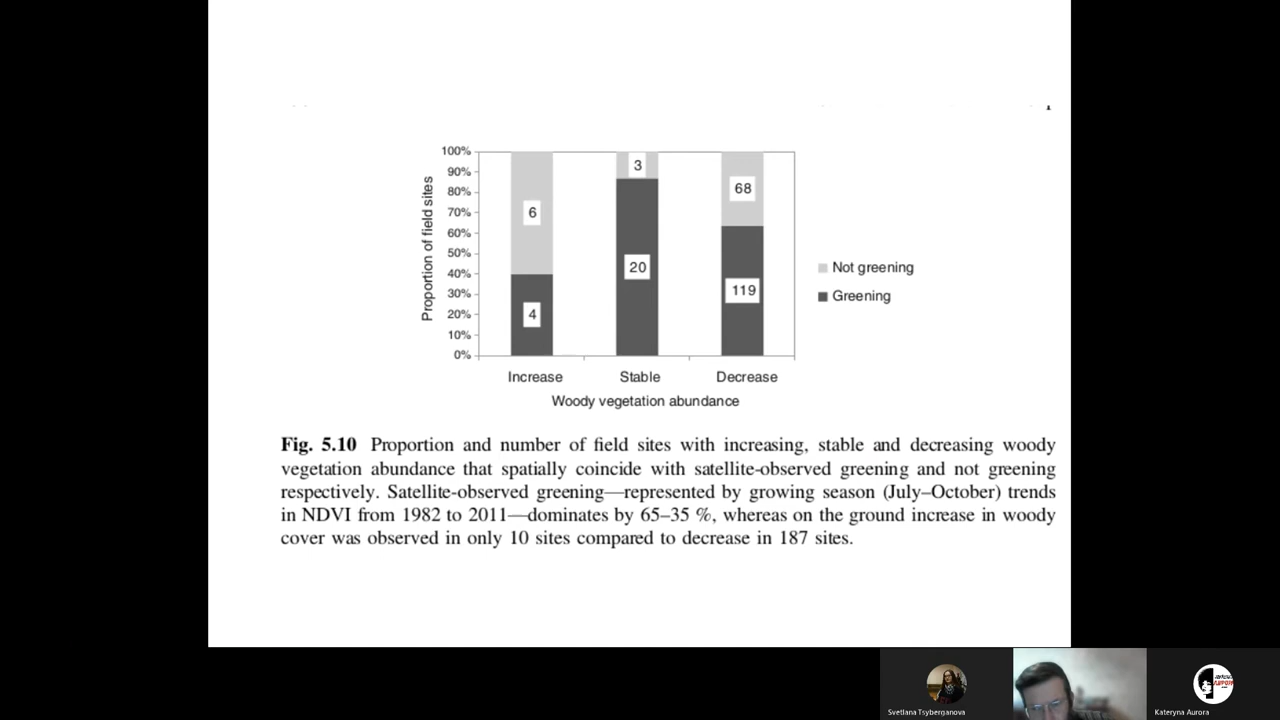 100%
90%
80%
70%
60%
50%
40%
30%
20%
10%
0%
Proportion of field sites
6
4
3
20
68
119
Not greening
Greening
Increase Stable Decrease
Woody vegetation abundance
Fig. 5.10 Proportion and number of field sites with increasing, stable and decreasing woody
vegetation abundance that spatially coincide with satellite-observed greening and not greening
respectively. Satellite-observed greening—represented by growing season (July–October) trends
in NDVI from 1982 to 2011—dominates by 65–35 %, whereas on the ground increase in woody
cover was observed in only 10 sites compared to decrease in 187 sites.
Svetlana Tsyberganova
Kateryna Aurora